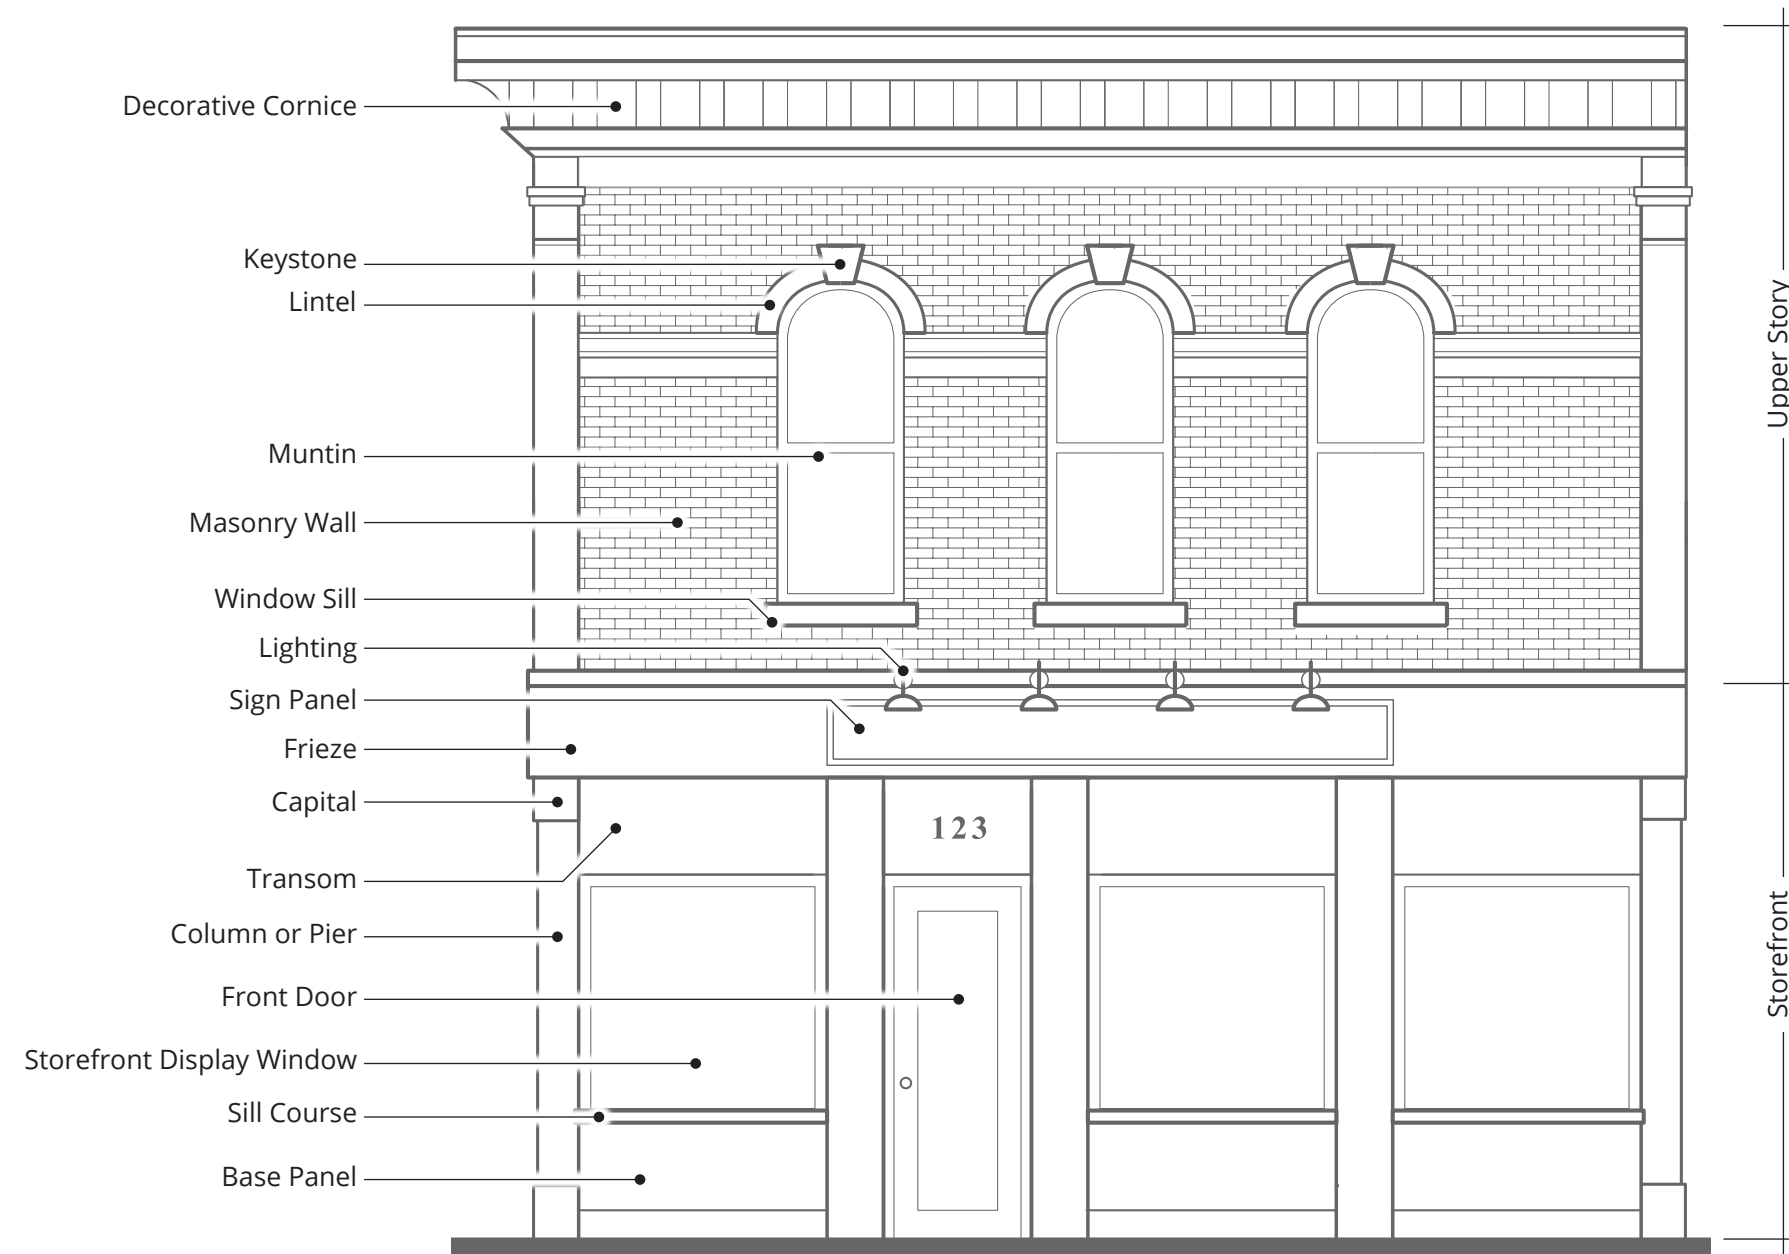 Decorative Cornice
Keystone
Lintel
Muntin
Masonry Wall
Window Sill
Lighting
Sign Panel
Frieze
Capital
Transom
Column or Pier
Front Door
Storefront Display Window
Sill Course
Base Panel
123
Upper Story
Storefront